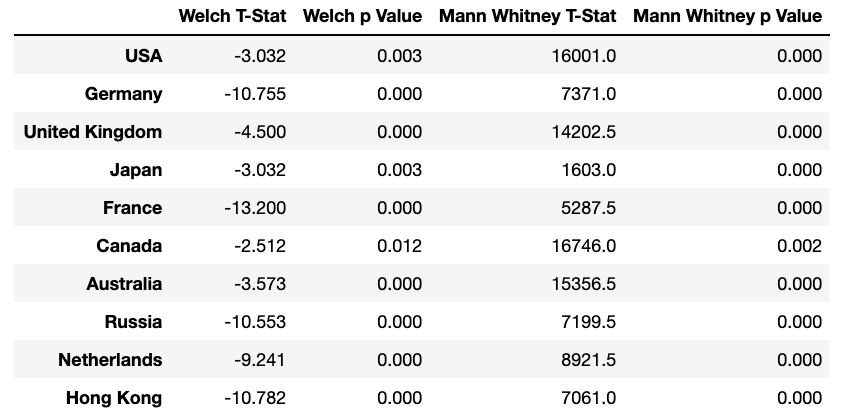 Welch T-Stat Welch p Value Mann Whitney T-Stat Mann Whitney p Value
USA -3.032 0.003 16001.0 0.000
Germany -10.755 0.000 7371.0 0.000
United Kingdom -4.500 0.000 14202.5 0.000
Japan -3.032 0.003 1603.0 0.000
France -13.200 0.000 5287.5 0.000
Canada -2.512 0.012 16746.0 0.002
Australia -3.573 0.000 15356.5 0.000
Russia -10.553 0.000 7199.5 0.000
Netherlands -9.241 0.000 8921.5 0.000
Hong Kong -10.782 0.000 7061.0 0.000